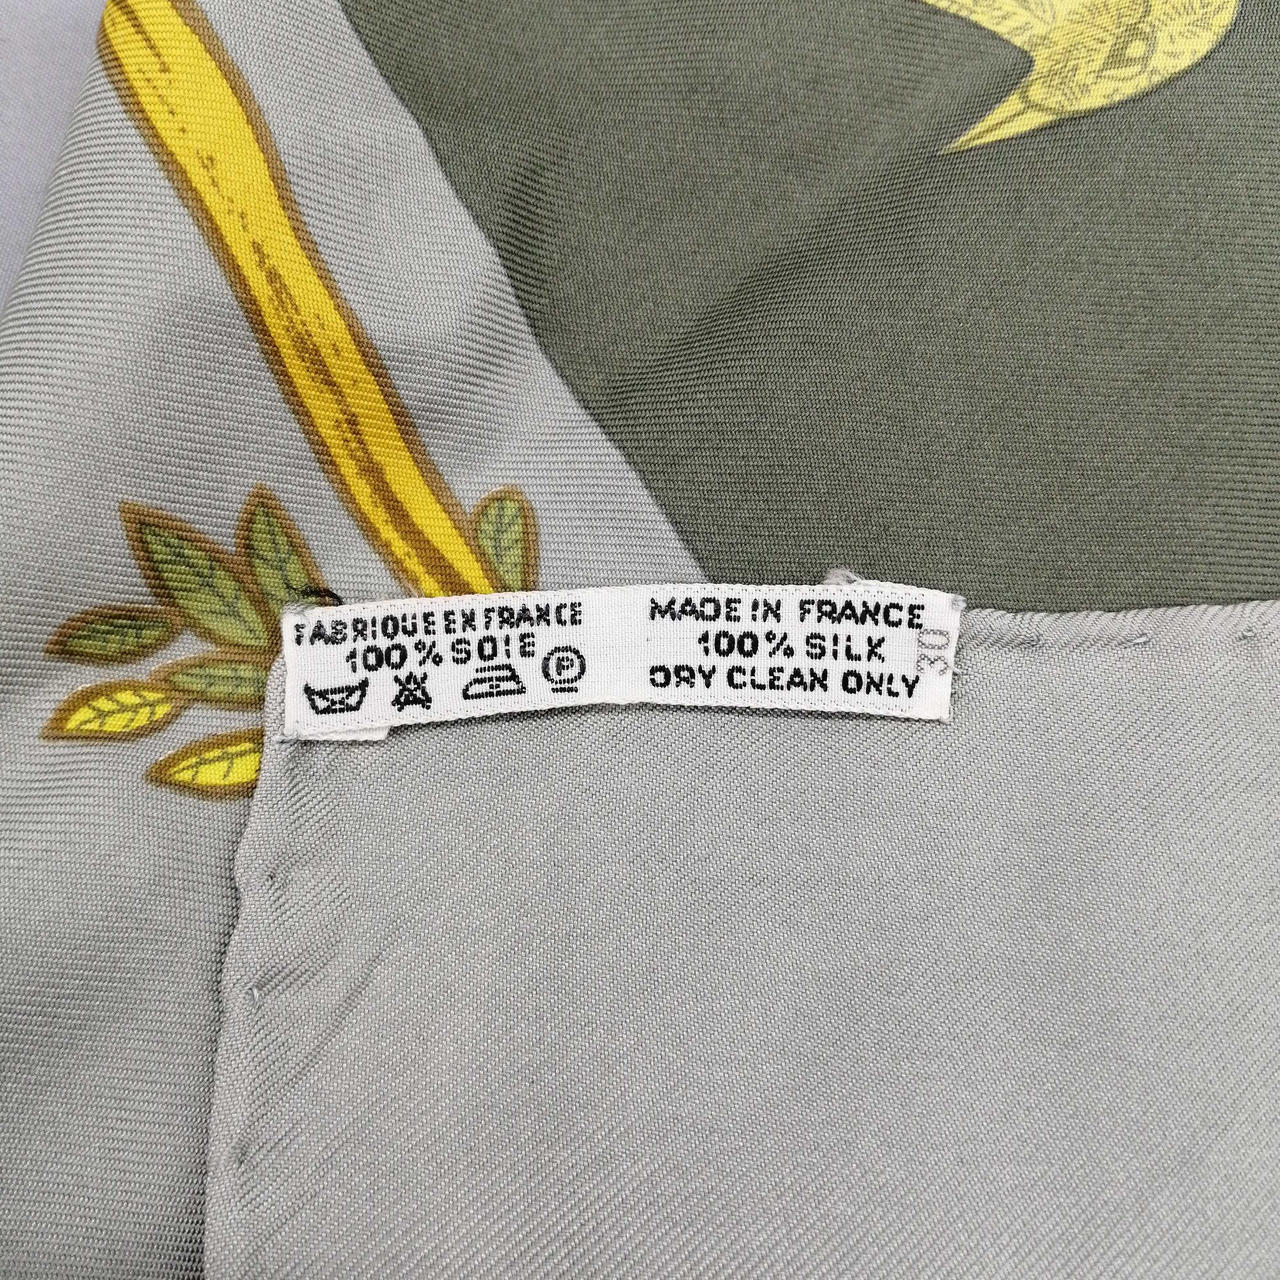 FABRIQUE EN FRANCE
100% SOIE
P
MADE IN FRANCE
100% SILK
DRY CLEAN ONLY
30